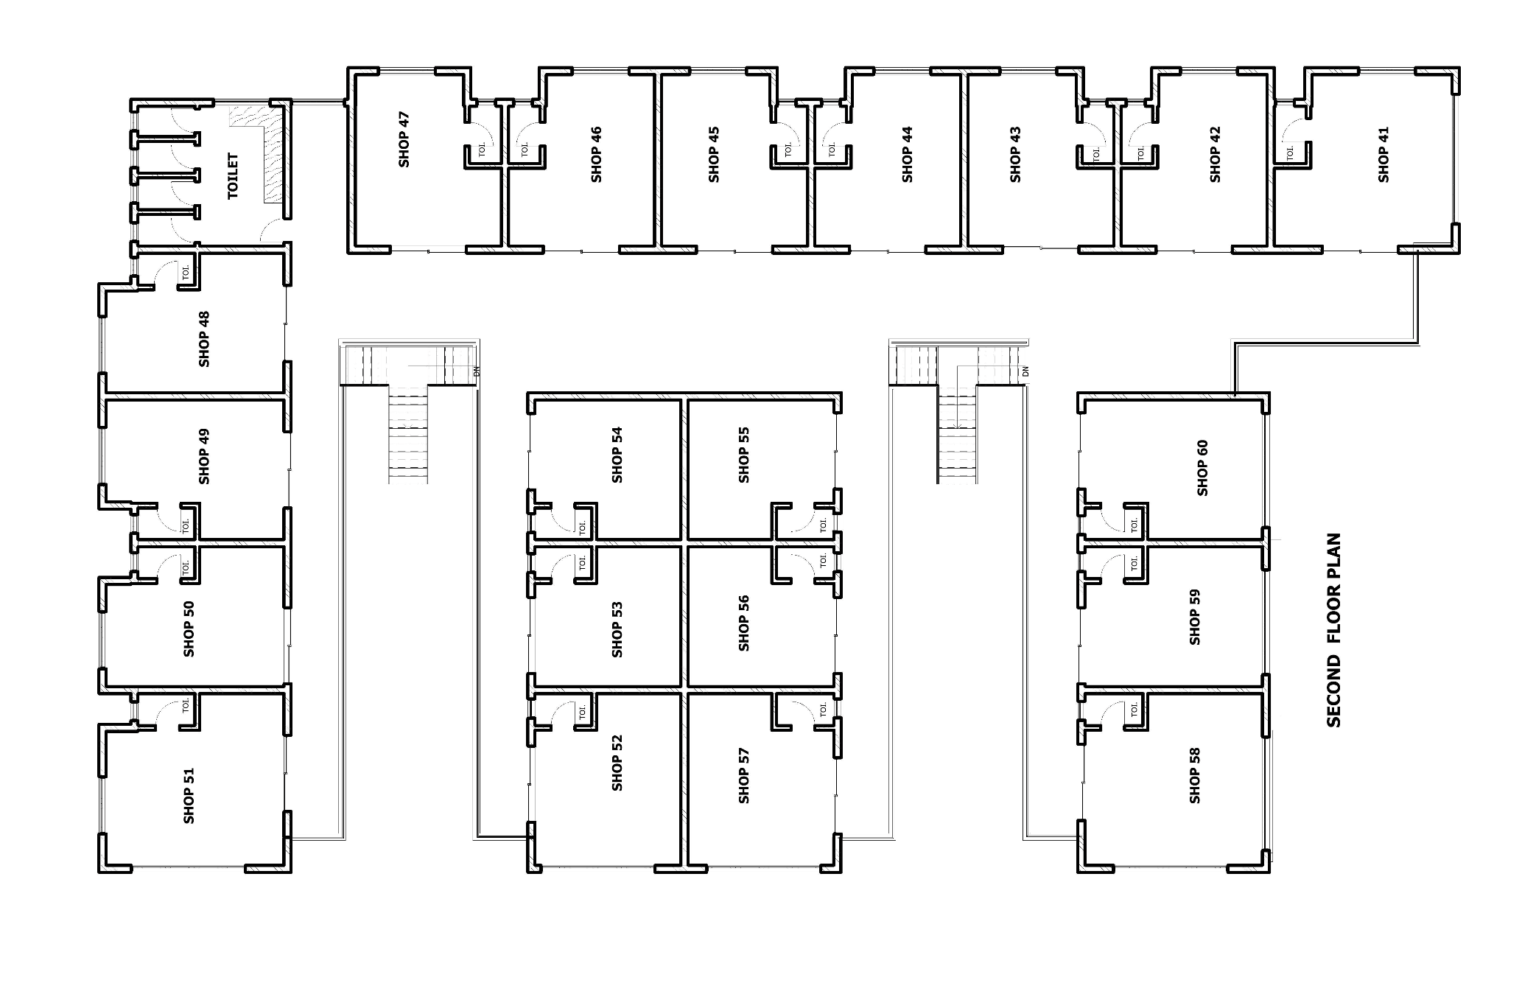 SHOP 47
TOI.
TOI.
SHOP 46
SHOP 45
TOI.
TOI.
SHOP 44
SHOP 43
TOI.
TOI.
SHOP 42
TOI.
SHOP 41
TOILET
TOI.
SHOP 48
SHOP 49
TOI.
TOI.
SHOP 50
TOI.
SHOP 51
DN
DN
SHOP 54
TOI.
SHOP 55
TOI.
TOI.
SHOP 53
TOI.
SHOP 56
TOI.
SHOP 52
TOI.
SHOP 57
SHOP 60
TOI.
TOI.
SHOP 59
TOI.
SHOP 58
SECOND FLOOR PLAN